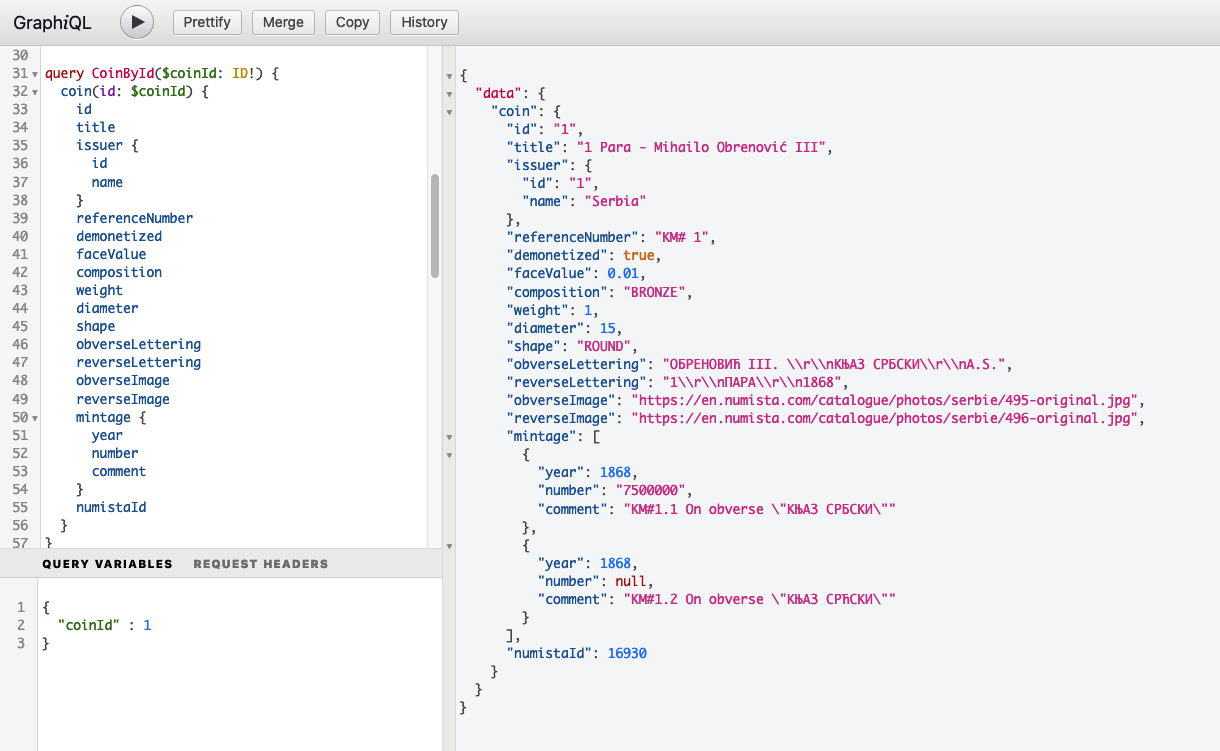 GraphiQL Prettify Merge Copy History
30
31 query CoinById($coinId: ID!) {
32 coin(id: $coinId) {
33 id
34 title
35 issuer {
36 id
37 name
38 }
39 referenceNumber
40 demonetized
41 faceValue
42 composition
43 weight
44 diameter
45 shape
46 obverseLettering
47 reverseLettering
48 obverseImage
49 reverseImage
50 mintage {
51 year
52 number
53 comment
54 }
55 numistaId
56 }
57 }
QUERY VARIABLES REQUEST HEADERS
1 {
2 "coinId" : 1
3 }
{
"data": {
"coin": {
"id": "1",
"title": "1 Para - Mihailo Obrenović III",
"issuer": {
"id": "1",
"name": "Serbia"
},
"referenceNumber": "KM# 1",
"demonetized": true,
"faceValue": 0.01,
"composition": "BRONZE",
"weight": 1,
"diameter": 15,
"shape": "ROUND",
"obverseLettering": "ОБРЕНОВИЋ III. \\r\\nКЊАЗ СРБСКИ\\r\\nA.S.",
"reverseLettering": "1\\r\\nПАРА\\r\\n1868",
"obverseImage": "https://en.numista.com/catalogue/photos/serbie/495-original.jpg",
"reverseImage": "https://en.numista.com/catalogue/photos/serbie/496-original.jpg",
"mintage": [
{
"year": 1868,
"number": "7500000",
"comment": "KM#1.1 On obverse \"КЊАЗ СРБСКИ\""
},
{
"year": 1868,
"number": null,
"comment": "KM#1.2 On obverse \"КЊАЗ СРЂСКИ\""
}
],
"numistaId": 16930
}
}
}